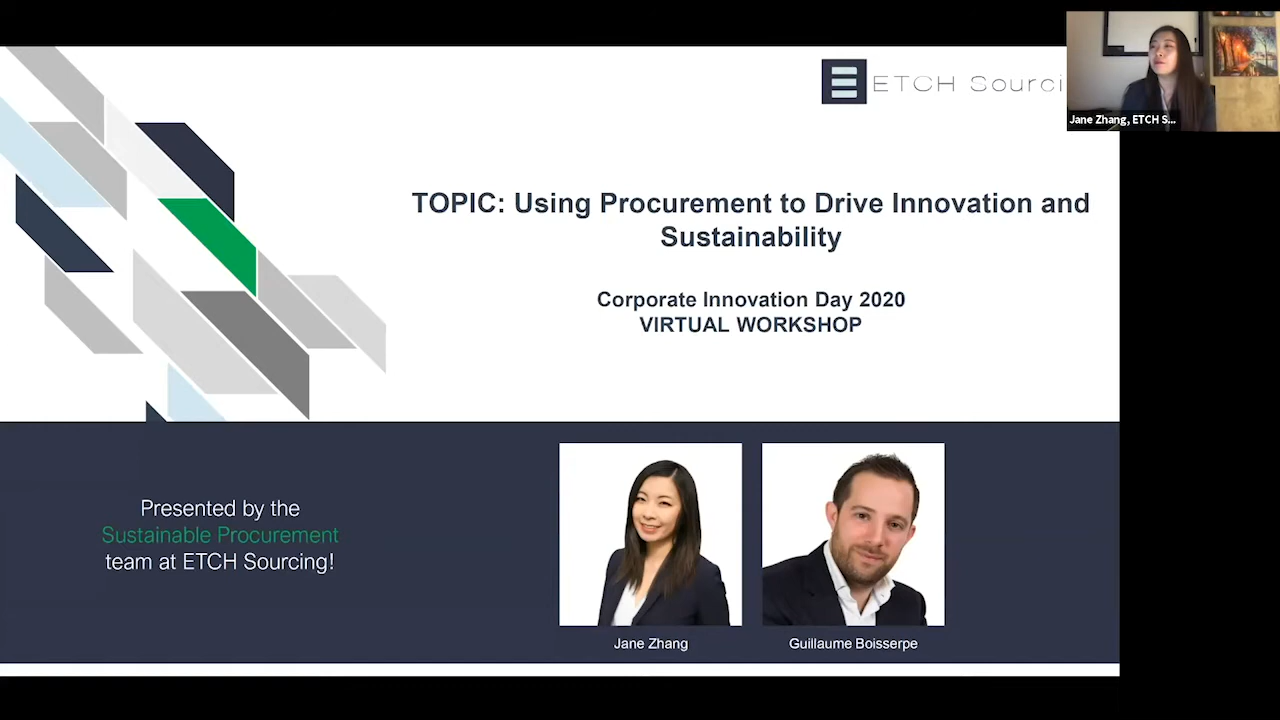 ETCH Sourci
Jane Zhang, ETCH S...
TOPIC: Using Procurement to Drive Innovation and
Sustainability
Corporate Innovation Day 2020
VIRTUAL WORKSHOP
Presented by the
Sustainable Procurement
team at ETCH Sourcing!
Jane Zhang
Guillaume Boisserpe